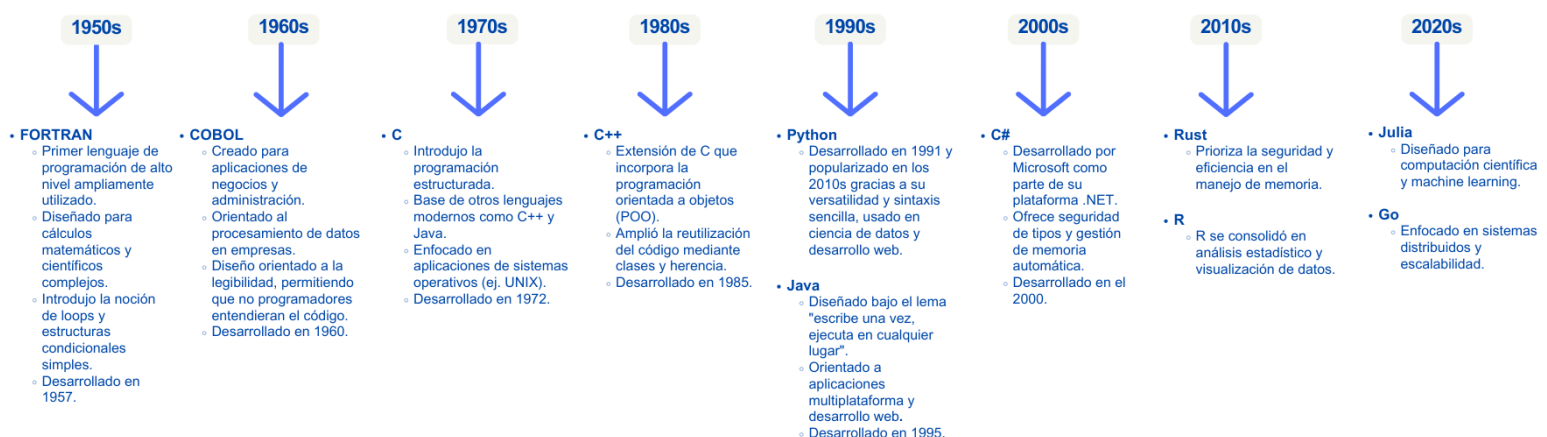 1950s
FORTRAN
Primer lenguaje de
programación de alto
nivel ampliamente
utilizado.
Diseñado para
cálculos
matemáticos y
científicos
complejos.
Introdujo la noción
de loops y
estructuras
condicionales
simples.
Desarrollado en
1957.
1960s
COBOL
Creado para
aplicaciones de
negocios y
administración.
Orientado al
procesamiento de datos
en empresas.
Diseño orientado a la
legibilidad, permitiendo
que no programadores
entendieran el código.
Desarrollado en 1960.
1970s
C
Introdujo la
programación
estructurada.
Base de otros lenguajes
modernos como C++ y
Java.
Enfocado en
aplicaciones de sistemas
operativos (ej. UNIX).
Desarrollado en 1972.
1980s
C++
Extensión de C que
incorpora la
programación
orientada a objetos
(POO).
Amplió la reutilización
del código mediante
clases y herencia.
Desarrollado en 1985.
1990s
Python
Desarrollado en 1991 y
popularizado en los
2010s gracias a su
versatilidad y sintaxis
sencilla, usado en
ciencia de datos y
desarrollo web.
Java
Diseñado bajo el lema
"escribe una vez,
ejecuta en cualquier
lugar".
Orientado a
aplicaciones
multiplataforma y
desarrollo web.
Desarrollado en 1995.
2000s
C#
Desarrollado por
Microsoft como
parte de su
plataforma .NET.
Ofrece seguridad
de tipos y gestión
de memoria
automática.
Desarrollado en el
2000.
2010s
Rust
Prioriza la seguridad y
eficiencia en el
manejo de memoria.
R
R se consolidó en
análisis estadístico y
visualización de datos.
2020s
Julia
Diseñado para
computación científica
y machine learning.
Go
Enfocado en sistemas
distribuidos y
escalabilidad.